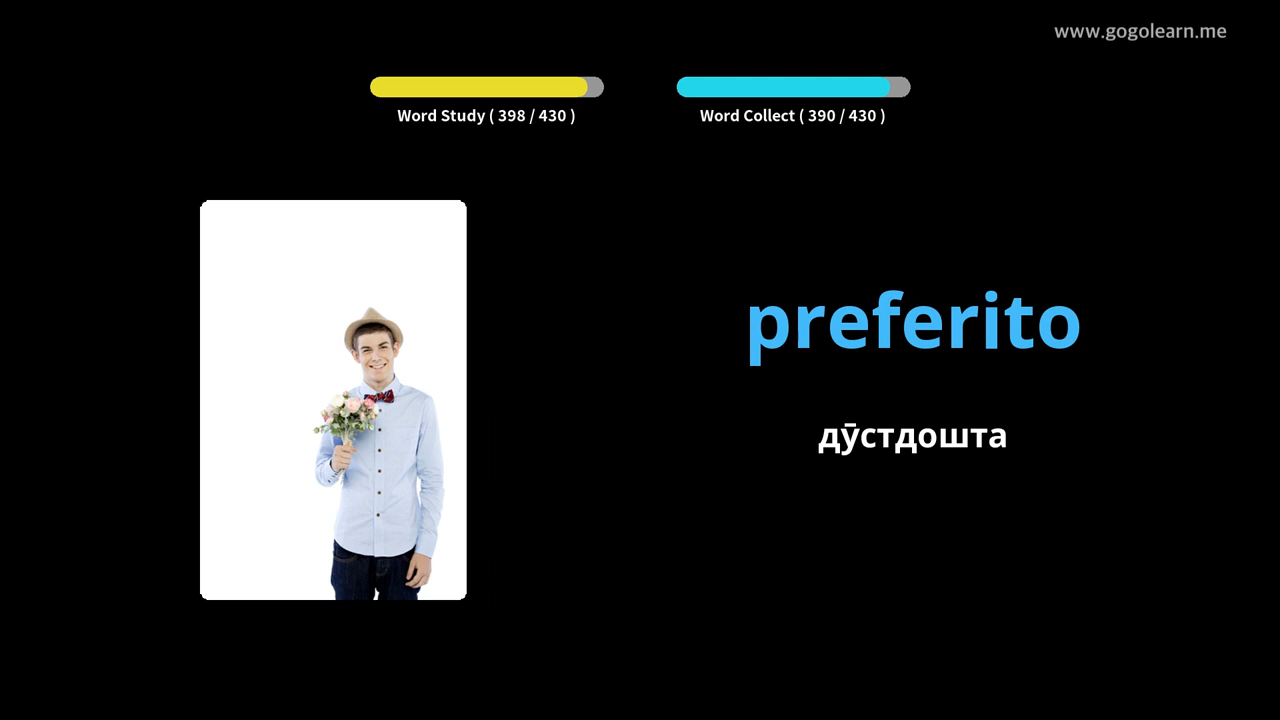 www.gogolearn.me
Word Study ( 398 / 430 )
Word Collect ( 390 / 430 )
preferito
дӯстдошта